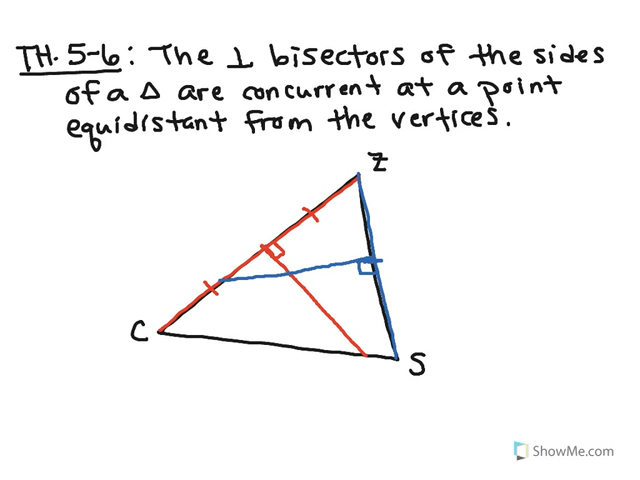 TH. 5-6: The ⊥ bisectors of the sides
of a △ are concurrent at a point
equidistant from the vertices.
Z
C
S
ShowMe.com